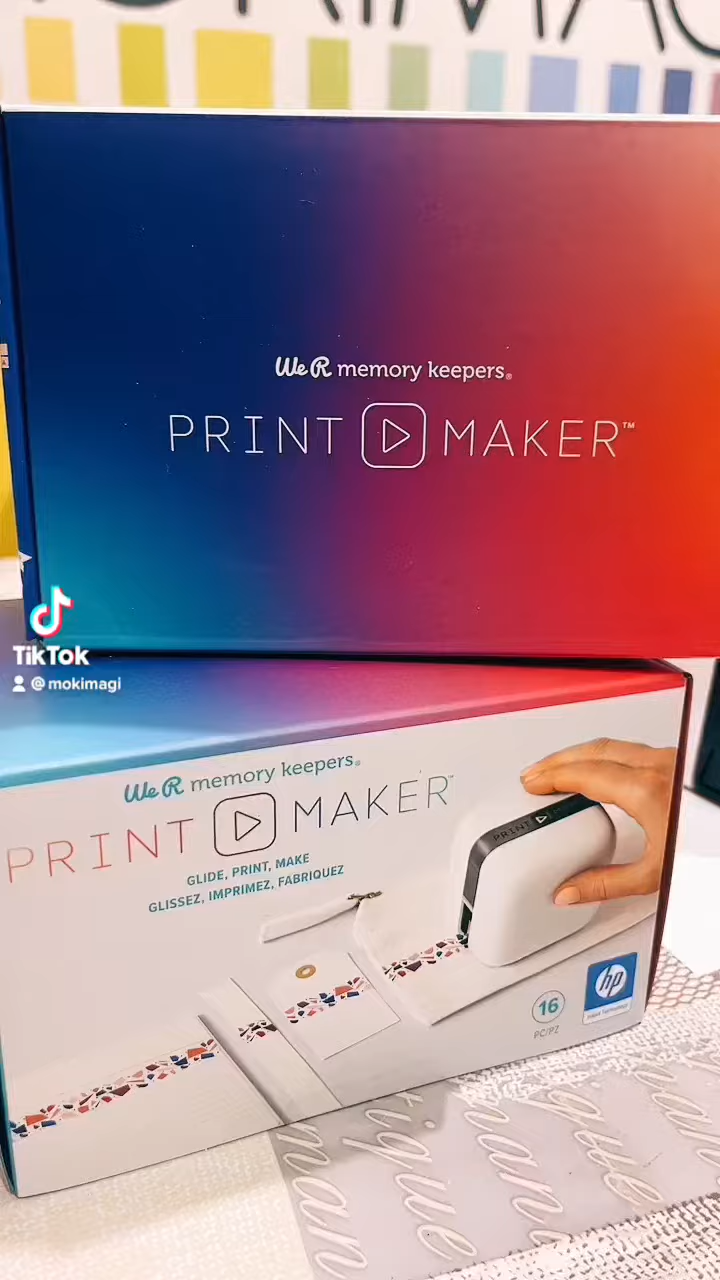 We R memory keepers®
PRINT MAKER™
TikTok
@mokimagi
We R memory keepers®
PRINT MAKER™
GLIDE, PRINT, MAKE
GLISSEZ, IMPRIMEZ, FABRIQUEZ
PRINT
hp
16
PC/PZ